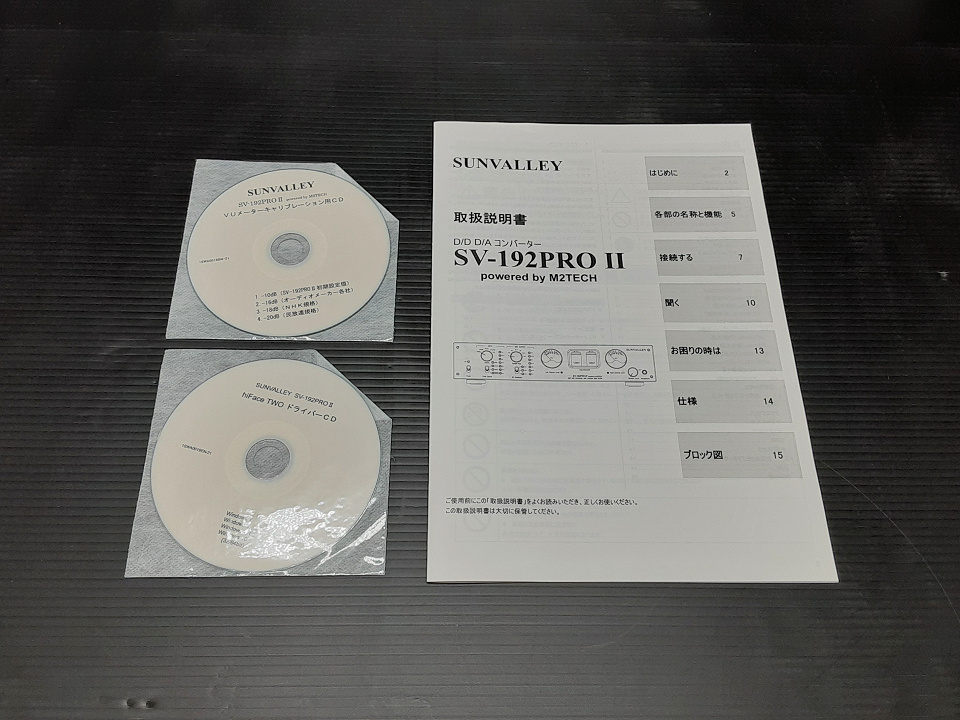 SUNVALLEY
SV-192PRO II powered by M2TECH
VUメーターキャリブレーション用CD
1. -10dB (SV-192PRO II 初期設定値)
2. -16dB (オーディオメーカー各社)
3. -18dB (NHK規格)
4. -20dB (民放連規格)
SUNVALLEY SV-192PRO II
hiFace TWO ドライバーCD
SUNVALLEY
取扱説明書
D/D D/A コンバーター
SV-192PRO II
powered by M2TECH
はじめに 2
各部の名称と機能 5
接続する 7
聞く 10
お困りの時は 13
仕様 14
ブロック図 15
SUNVALLEY
ご使用前にこの「取扱説明書」をよくお読みいただき、正しくお使いください。
この取扱説明書は大切に保管してください。